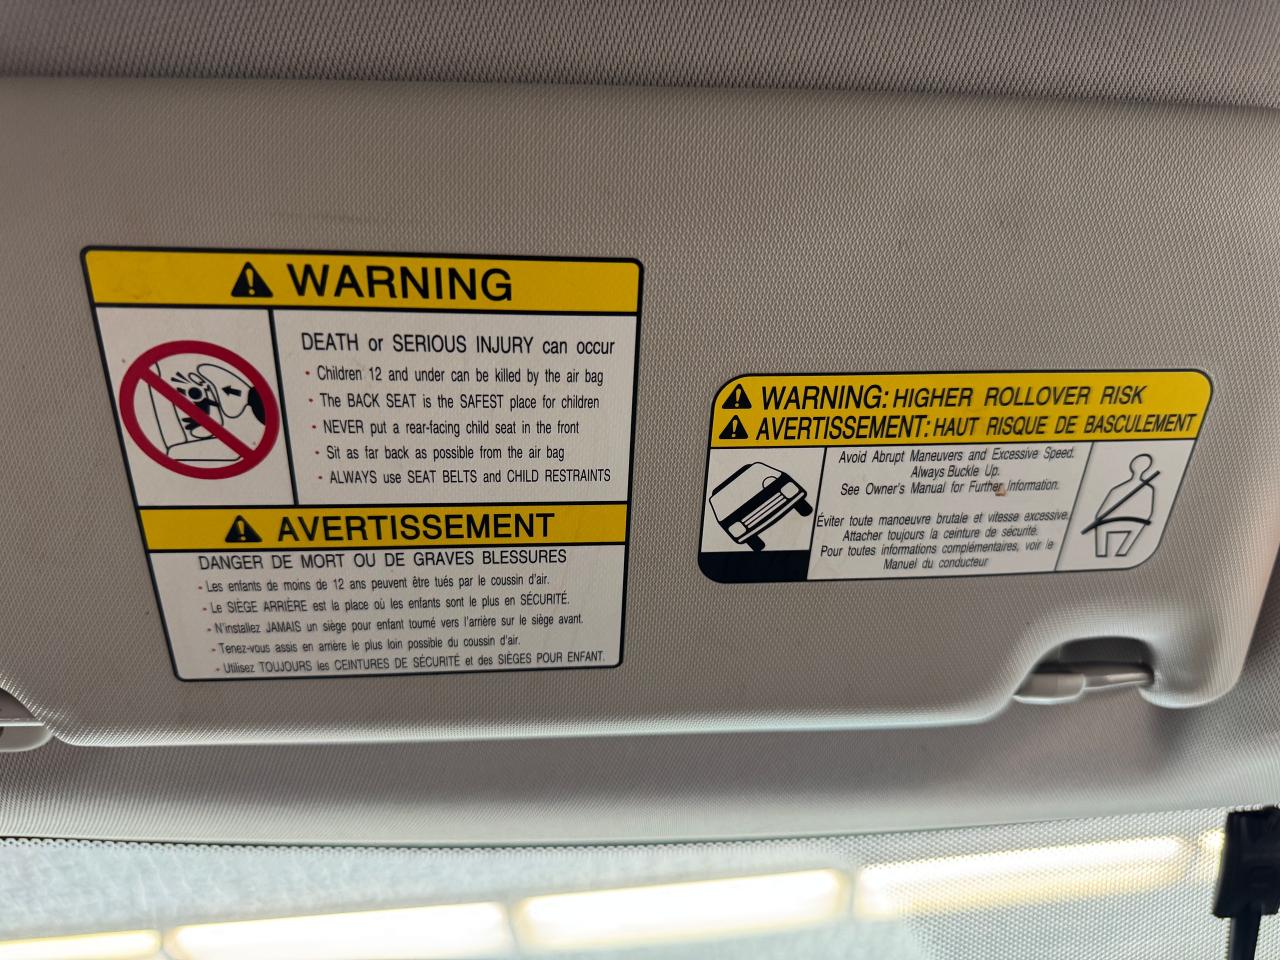 WARNING
DEATH or SERIOUS INJURY can occur
• Children 12 and under can be killed by the air bag
• The BACK SEAT is the SAFEST place for children
• NEVER put a rear-facing child seat in the front
• Sit as far back as possible from the air bag
• ALWAYS use SEAT BELTS and CHILD RESTRAINTS
AVERTISSEMENT
DANGER DE MORT OU DE GRAVES BLESSURES
• Les enfants de moins de 12 ans peuvent être tués par le coussin d'air.
• Le SIÈGE ARRIÈRE est la place où les enfants sont le plus en SÉCURITÉ.
• N'installez JAMAIS un siège pour enfant tourné vers l'arrière sur le siège avant.
• Tenez-vous assis en arrière le plus loin possible du coussin d'air.
• Utilisez TOUJOURS les CEINTURES DE SÉCURITÉ et des SIÈGES POUR ENFANT.
WARNING: HIGHER ROLLOVER RISK
AVERTISSEMENT: HAUT RISQUE DE BASCULEMENT
Avoid Abrupt Maneuvers and Excessive Speed.
Always Buckle Up.
See Owner's Manual for Further Information.
Éviter toute manoeuvre brutale et vitesse excessive.
Attacher toujours la ceinture de sécurité.
Pour toutes informations complémentaires, voir le
Manuel du conducteur